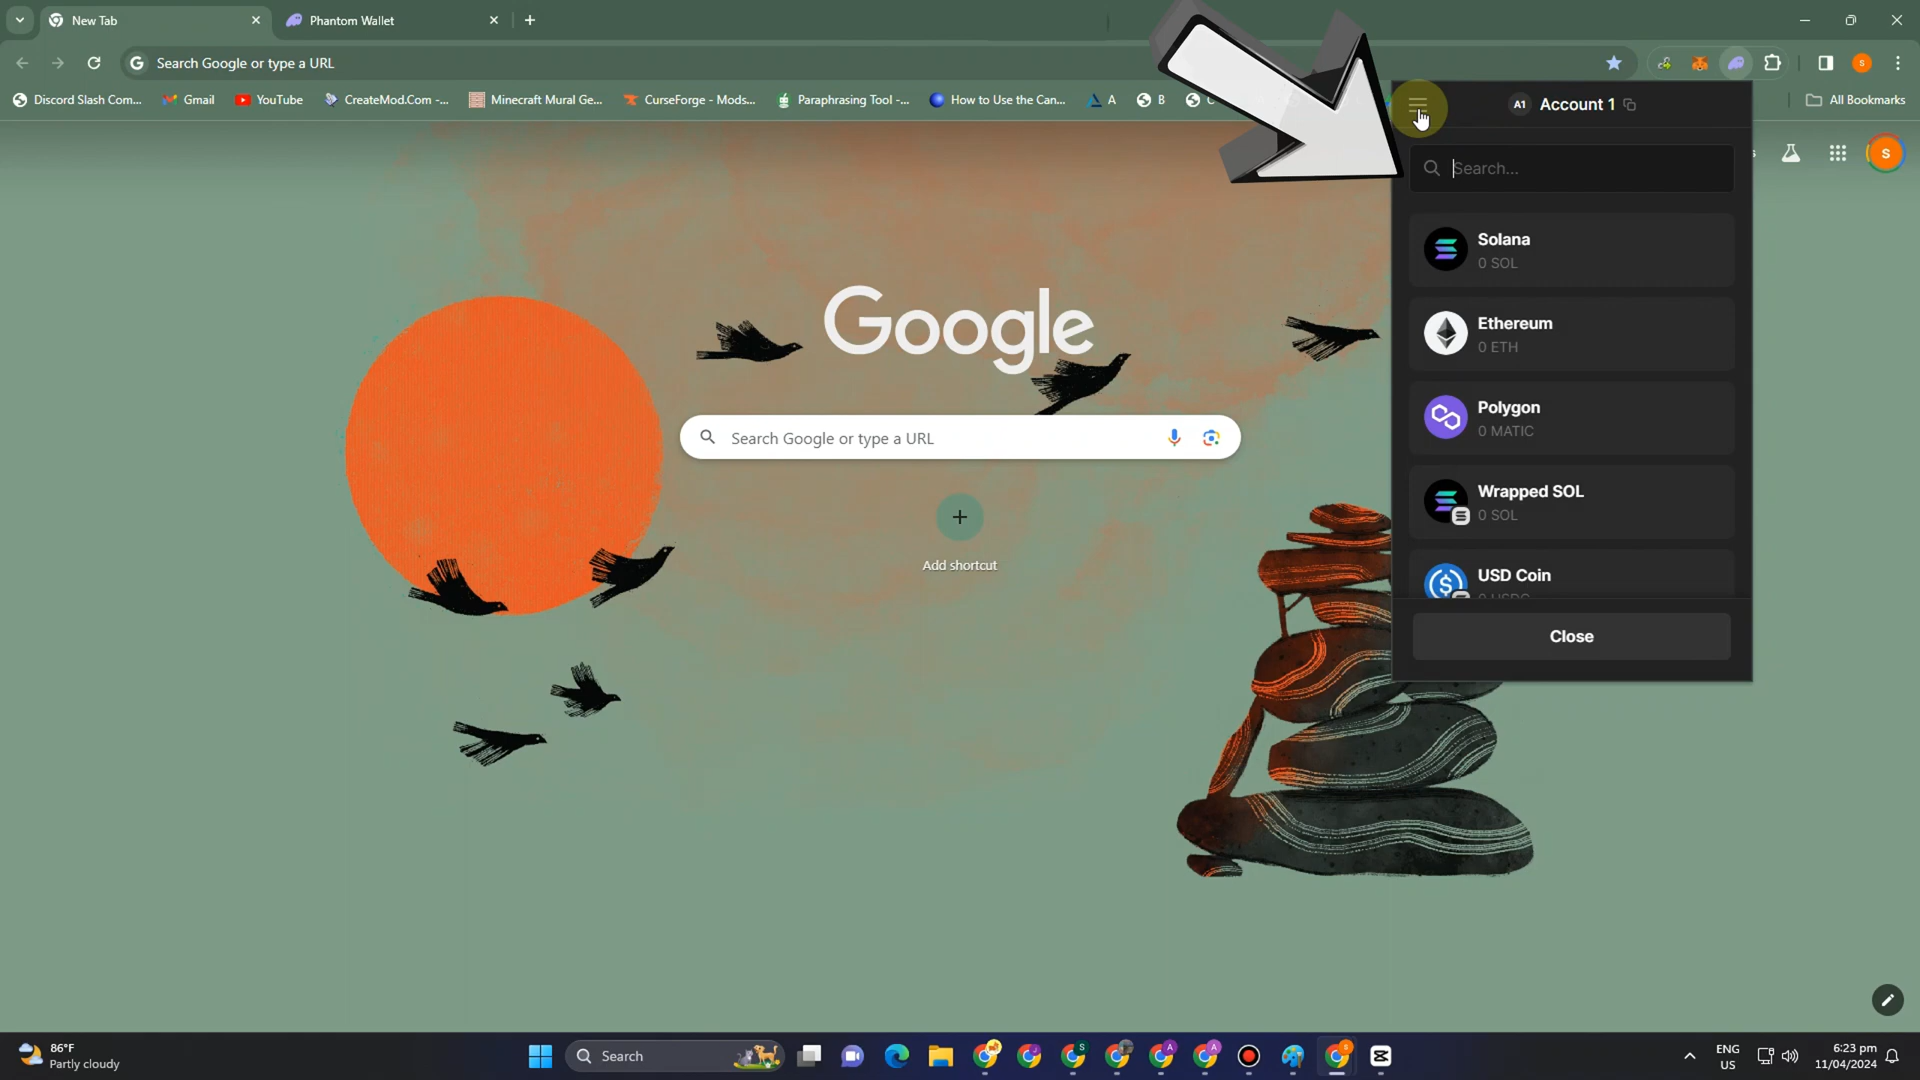 New Tab
Phantom Wallet
Search Google or type a URL
Discord Slash Com...
Gmail
YouTube
CreateMod.Com -...
Minecraft Mural Ge...
CurseForge - Mods...
Paraphrasing Tool -...
How to Use the Can...
A
B
All Bookmarks
S
A1
Account 1
S
Search...
Solana
0 SOL
Ethereum
0 ETH
Polygon
0 MATIC
Wrapped SOL
0 SOL
USD Coin
0 USDC
Close
Google
Search Google or type a URL
Add shortcut
86°F
Partly cloudy
Search
ENG
US
6:23 pm
11/04/2024